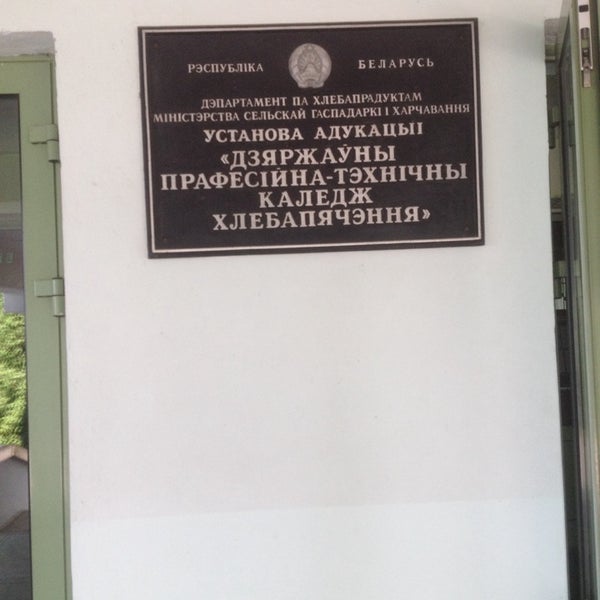 РЭСПУБЛІКА БЕЛАРУСЬ
ДЭПАРТАМЕНТ ПА ХЛЕБАПРАДУКТАМ
МІНІСТЭРСТВА СЕЛЬСКАЙ ГАСПАДАРКІ І ХАРЧАВАННЯ
УСТАНОВА АДУКАЦЫІ
«ДЗЯРЖАЎНЫ
ПРАФЕСІЙНА-ТЭХНІЧНЫ
КАЛЕДЖ
ХЛЕБАПЯЧЭННЯ»